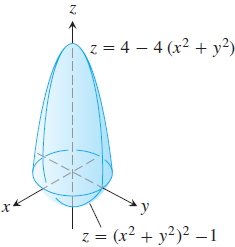 z
z = 4 – 4 (x² + y²)
x
y
z = (x² + y²)² –1